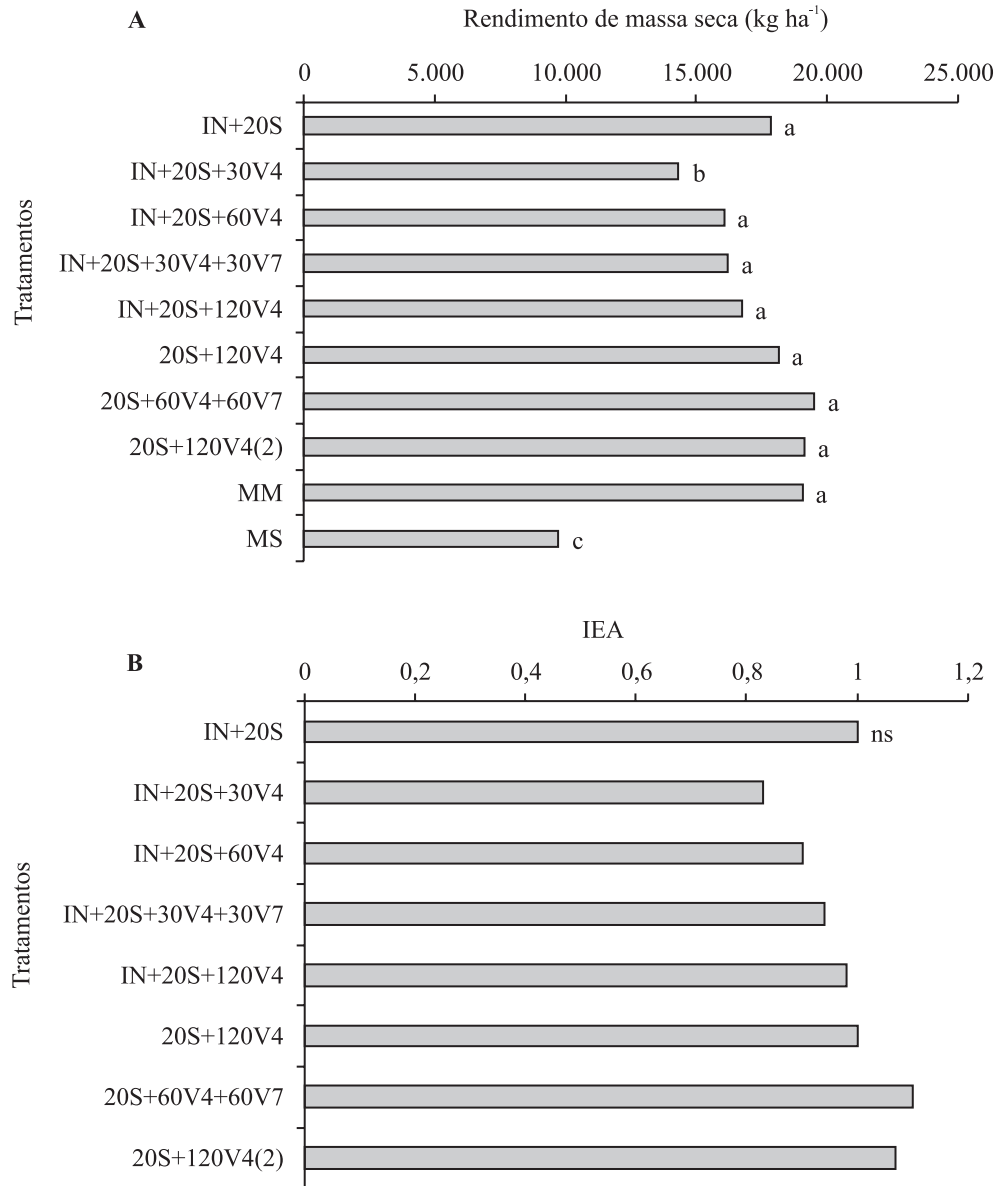 A
Rendimento de massa seca (kg ha⁻¹)
0 5.000 10.000 15.000 20.000 25.000
Tratamentos
IN+20S a
IN+20S+30V4 b
IN+20S+60V4 a
IN+20S+30V4+30V7 a
IN+20S+120V4 a
20S+120V4 a
20S+60V4+60V7 a
20S+120V4(2) a
MM a
MS c
IEA
B
0 0,2 0,4 0,6 0,8 1 1,2
Tratamentos
IN+20S ns
IN+20S+30V4
IN+20S+60V4
IN+20S+30V4+30V7
IN+20S+120V4
20S+120V4
20S+60V4+60V7
20S+120V4(2)